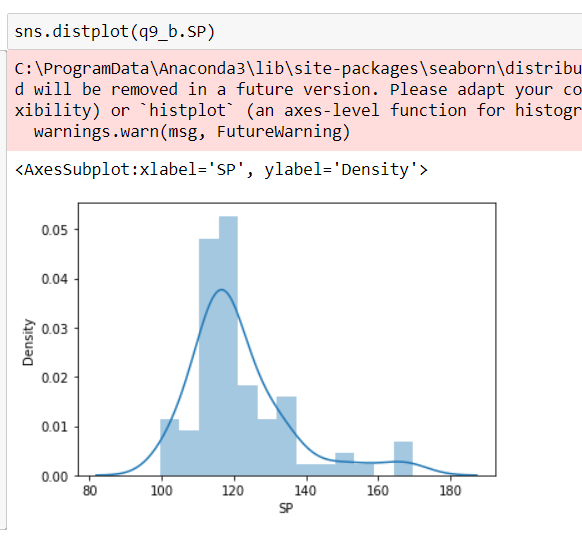 sns.distplot(q9_b.SP)
C:\ProgramData\Anaconda3\lib\site-packages\seaborn\distribu
d will be removed in a future version. Please adapt your co
xibility) or `histplot` (an axes-level function for histogr
warnings.warn(msg, FutureWarning)
<AxesSubplot:xlabel='SP', ylabel='Density'>
0.05
0.04
0.03
0.02
0.01
0.00
Density
80 100 120 140 160 180
SP